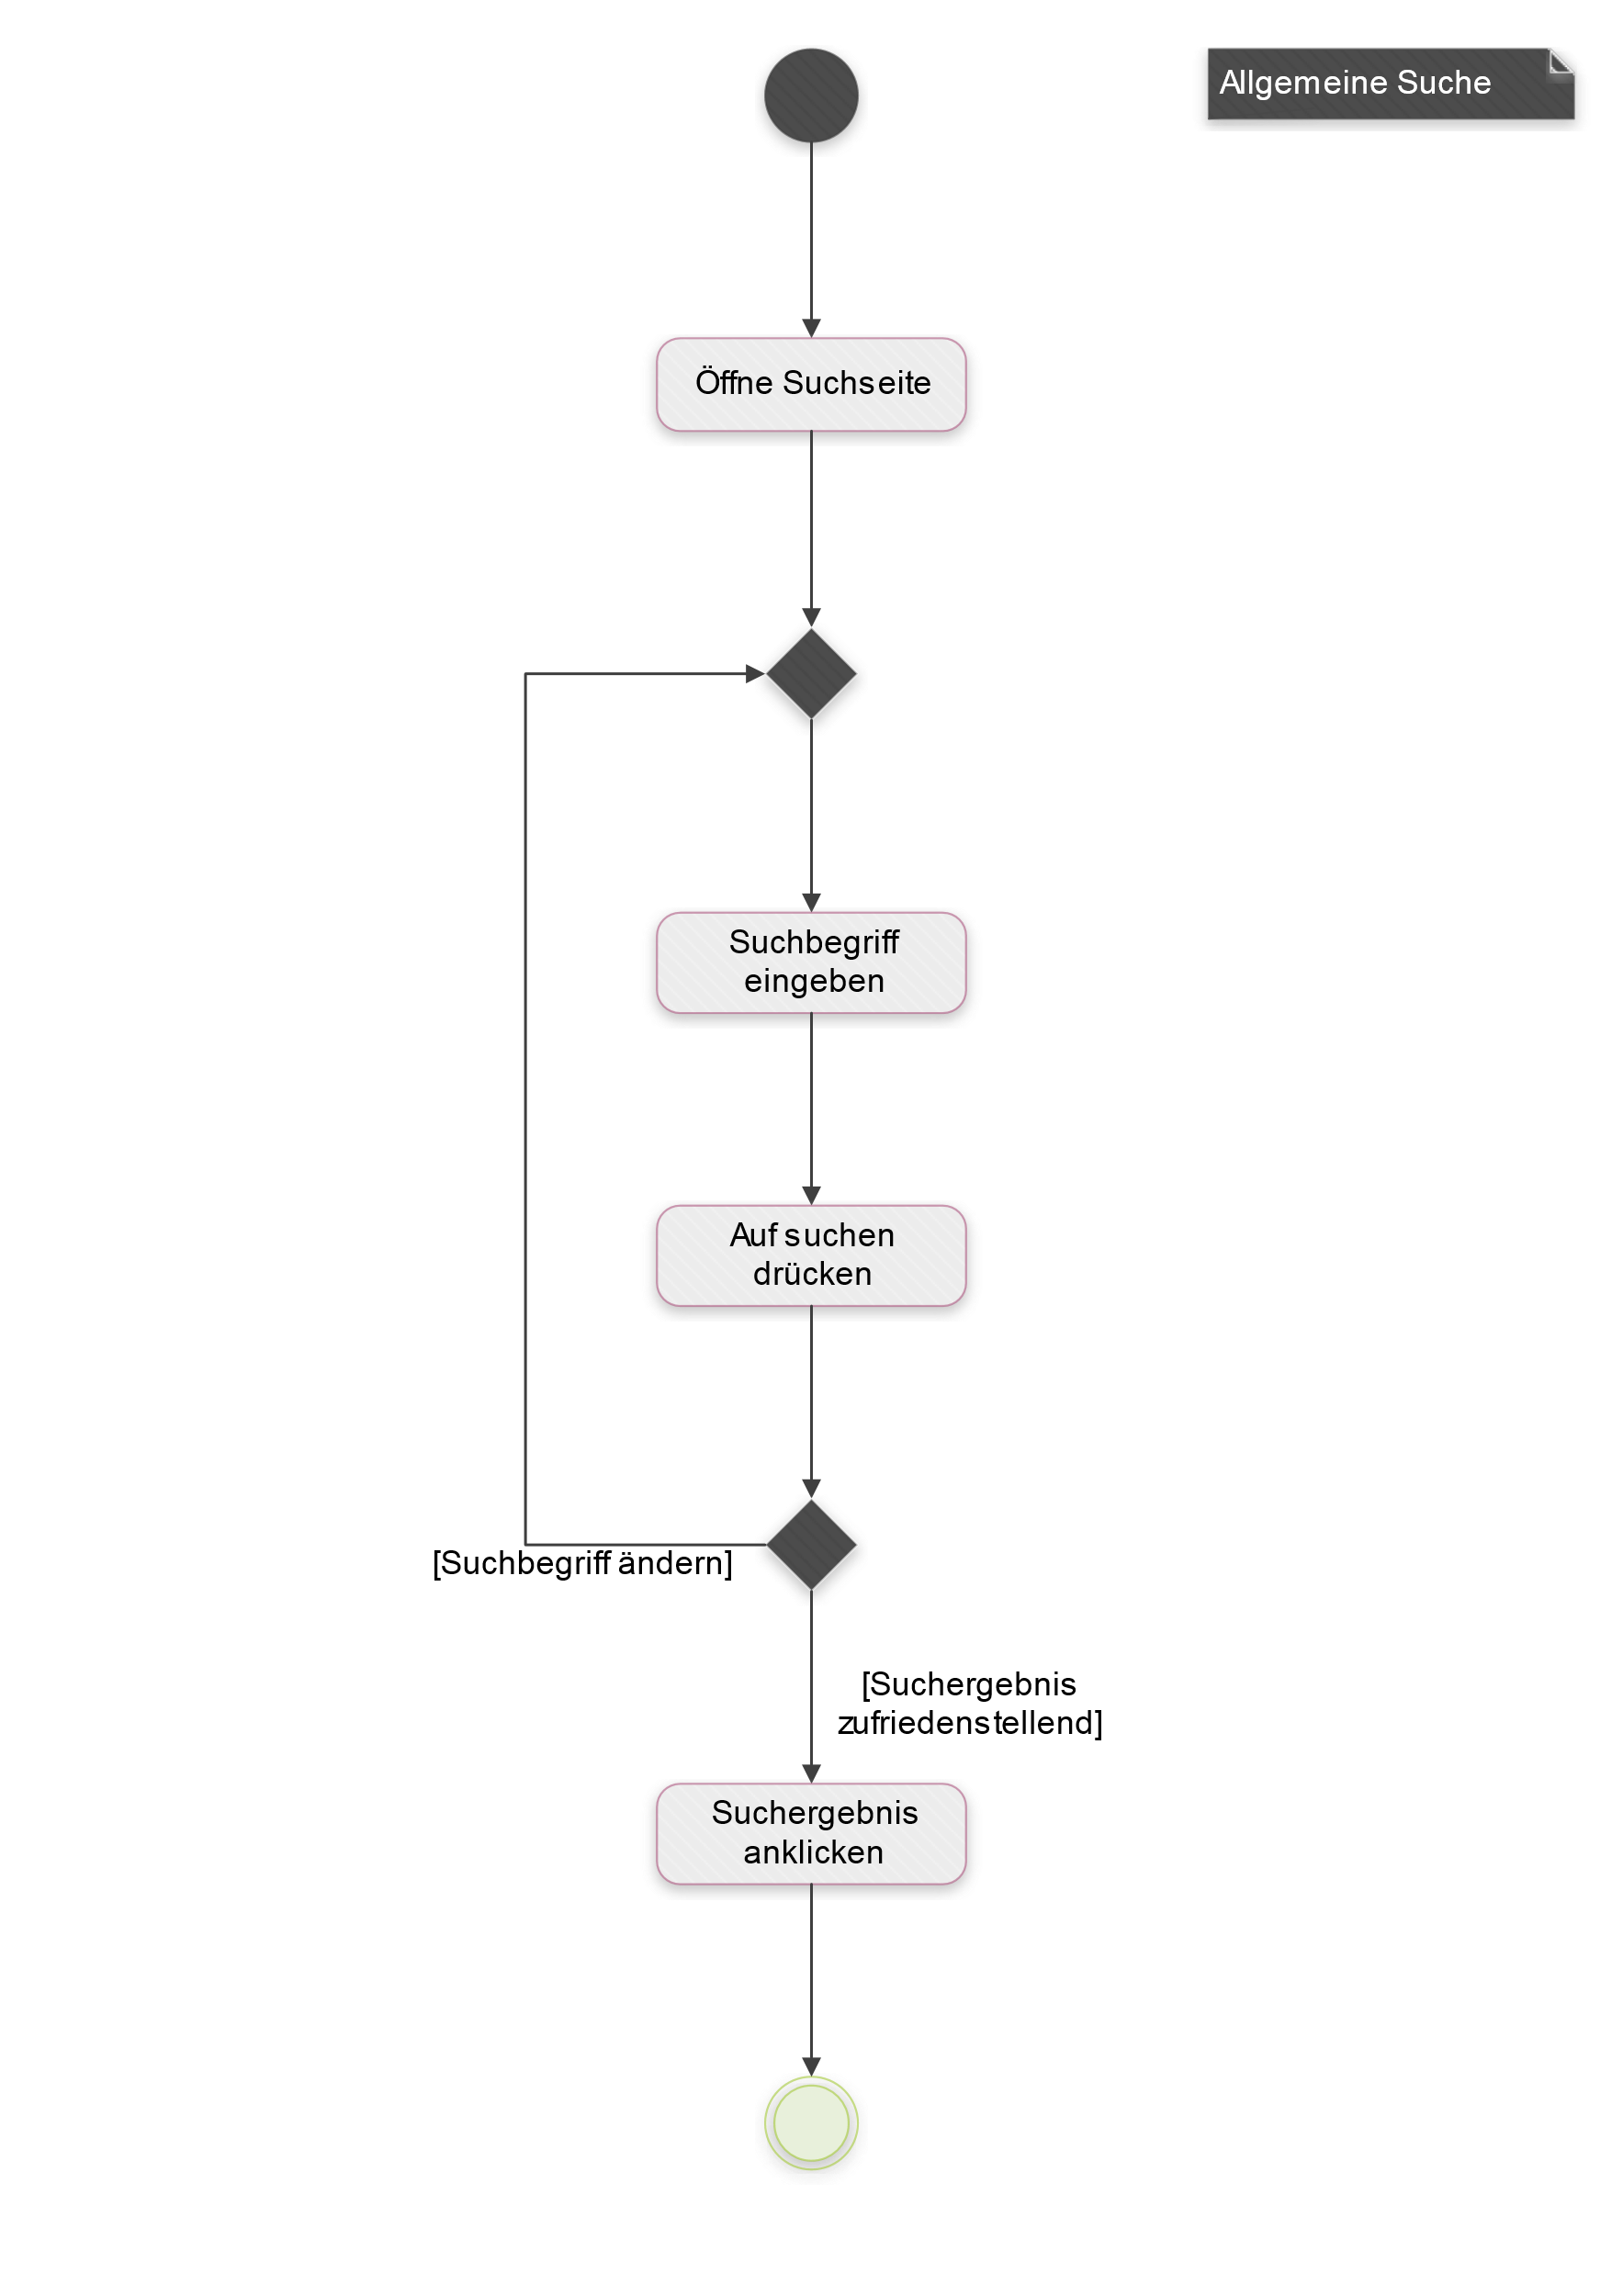 Allgemeine Suche
Öffne Suchseite
Suchbegriff
eingeben
Auf suchen
drücken
[Suchbegriff ändern]
[Suchergebnis
zufriedenstellend]
Suchergebnis
anklicken